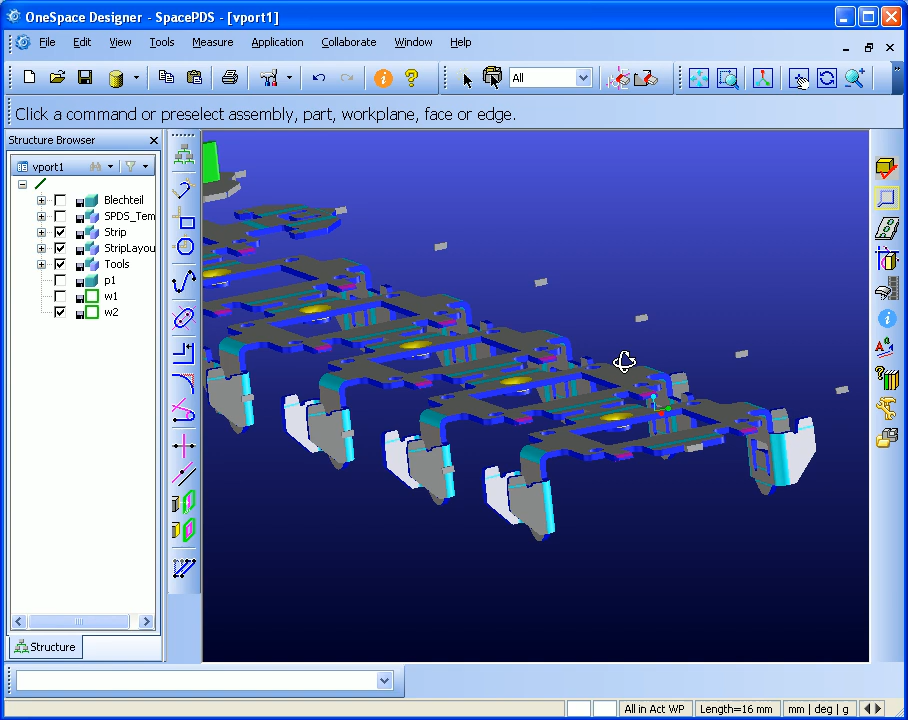 OneSpace Designer - SpacePDS - [vport1]
File Edit View Tools Measure Application Collaborate Window Help
All
Click a command or preselect assembly, part, workplane, face or edge.
Structure Browser
vport1
Blechteil
SPDS_Tem
Strip
StripLayou
Tools
p1
w1
w2
Structure
All in Act WP Length=16 mm mm | deg | g